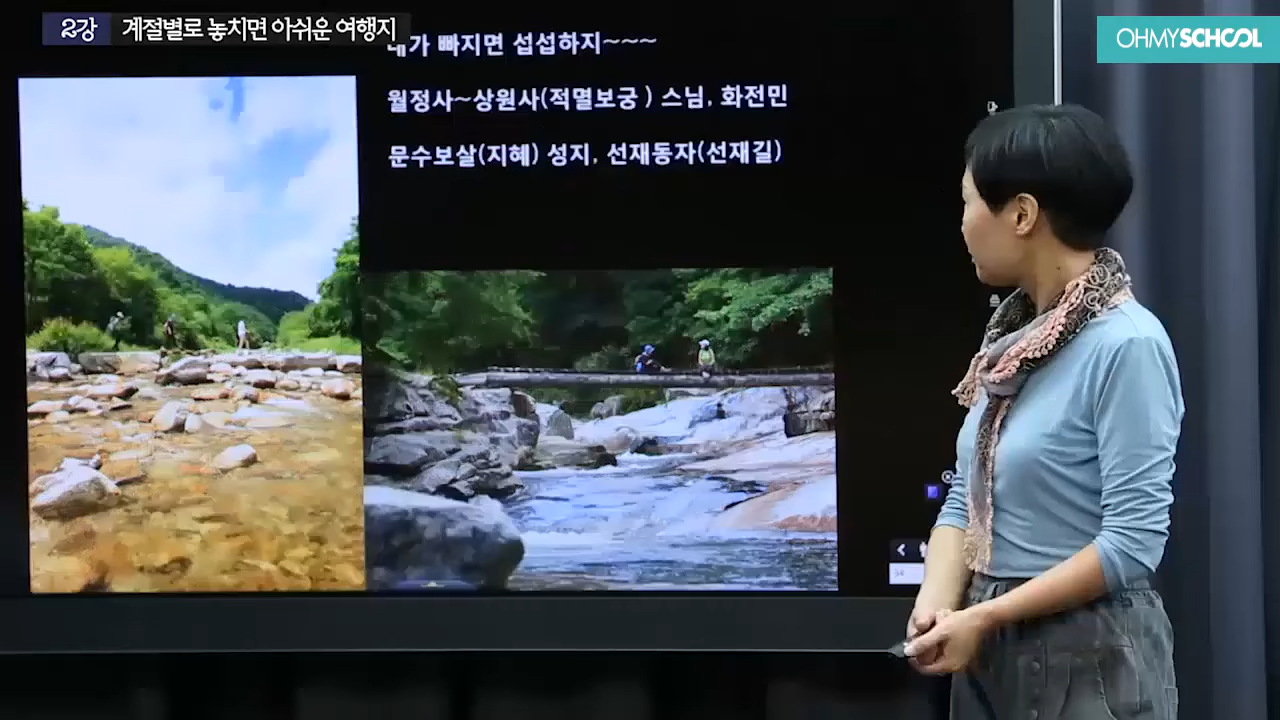 2강 계절별로 놓치면 아쉬운 여행지
OHMYSCHOOL
내가 빠지면 섭섭하지~~~
월정사~상원사(적멸보궁 ) 스님, 화전민
문수보살(지혜) 성지, 선재동자(선재길)